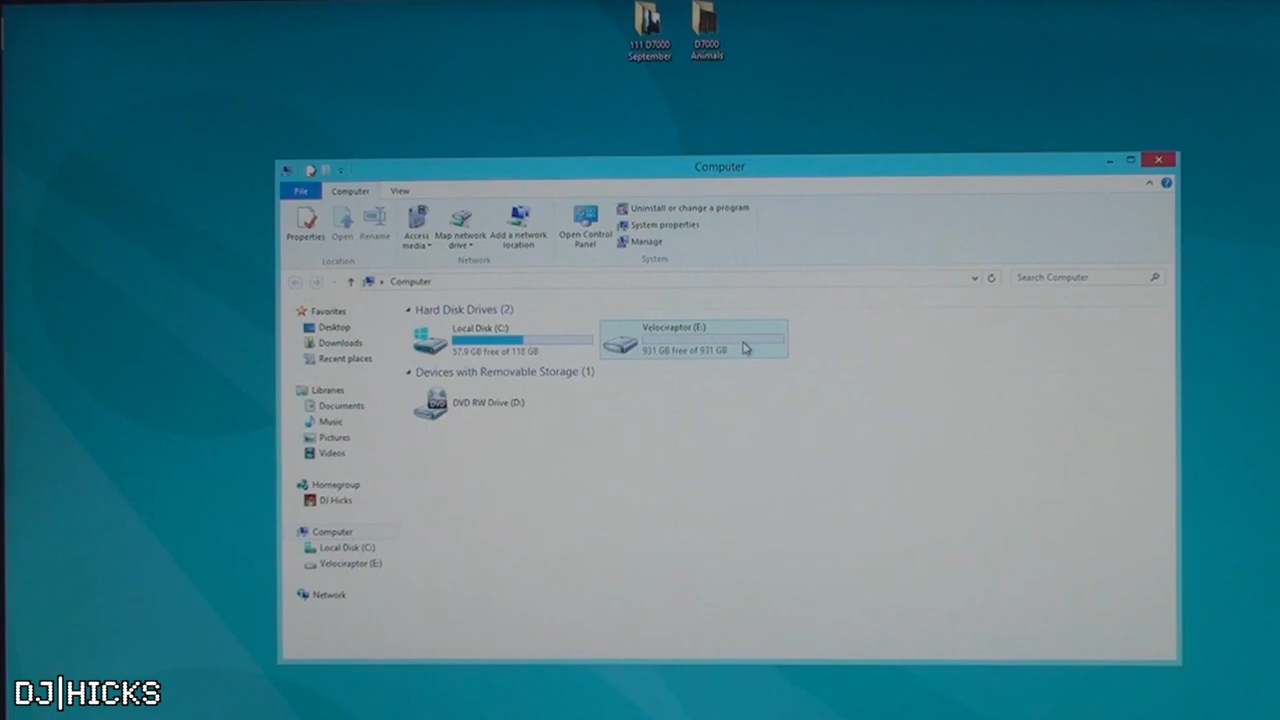 111 D7000
September
D7000
Animals
Computer
File
Computer
View
Properties
Open
Rename
Access
media
Map network
drive
Add a network
location
Open Control
Panel
Uninstall or change a program
System properties
Manage
Location
Network
System
Computer
Search Computer
Favorites
Desktop
Downloads
Recent places
Libraries
Documents
Music
Pictures
Videos
Homegroup
DJ Hicks
Computer
Local Disk (C:)
Velociraptor (E:)
Network
Hard Disk Drives (2)
Local Disk (C:)
57.9 GB free of 118 GB
Velociraptor (E:)
931 GB free of 931 GB
Devices with Removable Storage (1)
DVD
DVD RW Drive (D:)
DJ|HICKS